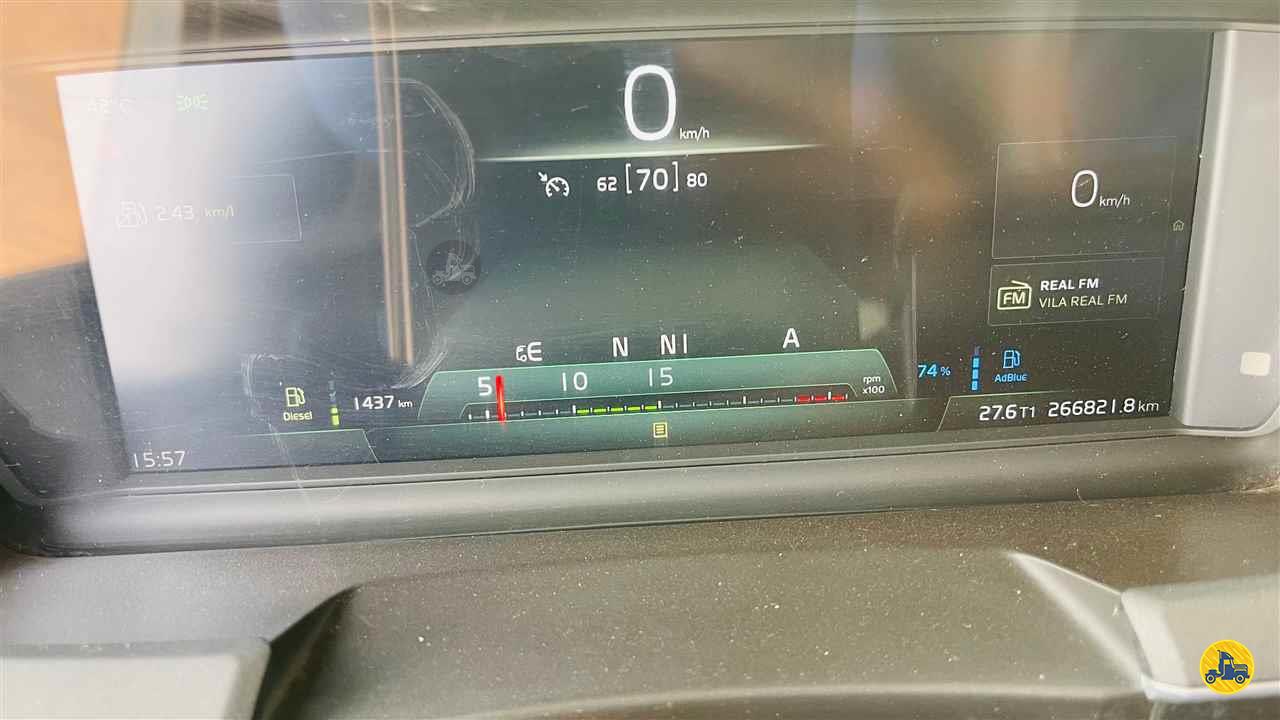 42°C
0 km/h
62 [70] 80
2.43 km/l
0 km/h
FM REAL FM
VILA REAL FM
E N N I A
5 10 15 rpm x100
Diesel 1437 km
74 % AdBlue
15:57
27.6 T1 266821.8 km